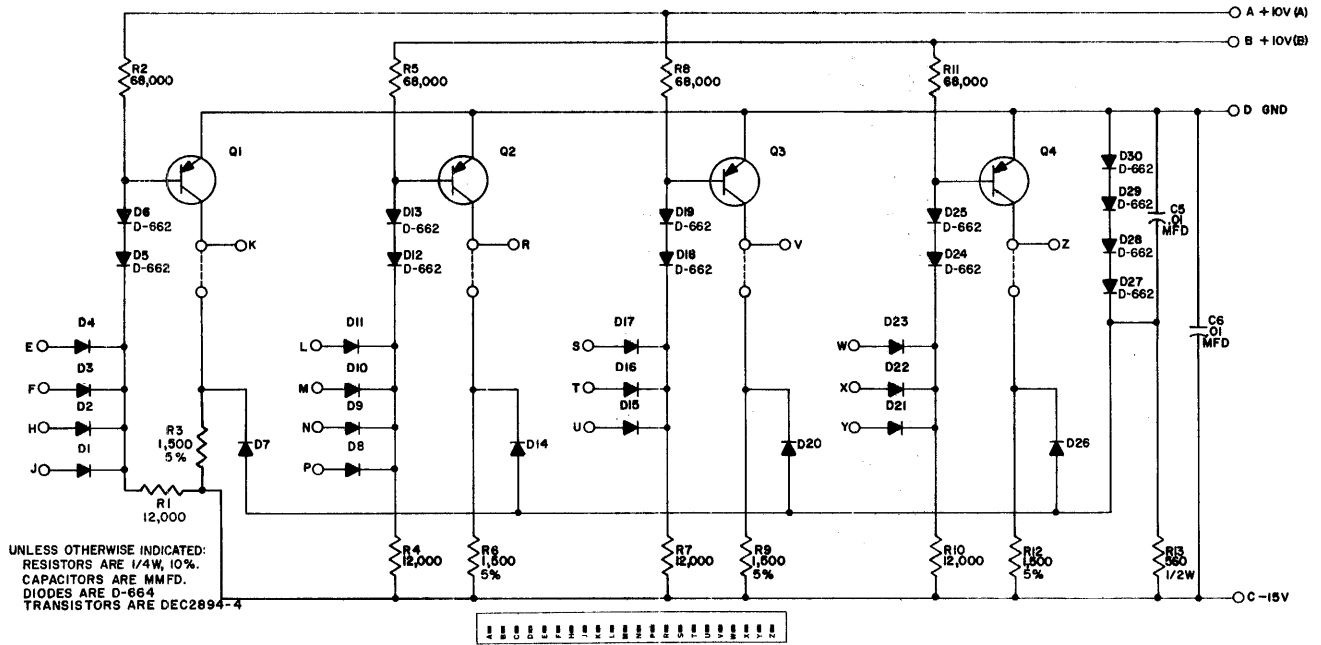 A +10V(A)
B +10V(B)
R2
68,000
R5
68,000
R8
68,000
R11
68,000
D GND
Q1
Q2
Q3
Q4
D30
D-662
D29
D-662
D28
D-662
D27
D-662
C5
.01
MFD
C6
.01
MFD
D6
D-662
D5
D-662
D13
D-662
D12
D-662
D19
D-662
D18
D-662
D25
D-662
D24
D-662
K
R
V
Z
D4
E
D3
F
D2
H
D1
J
D11
L
D10
M
D9
N
D8
P
D17
S
D16
T
D15
U
D23
W
D22
X
D21
Y
R3
1,500
5%
D7
D14
D20
D26
R1
12,000
R4
12,000
R6
1,500
5%
R7
12,000
R9
1,500
5%
R10
12,000
R12
1,500
5%
R13
560
1/2W
C -15V
UNLESS OTHERWISE INDICATED:
RESISTORS ARE 1/4W, 10%.
CAPACITORS ARE MMFD.
DIODES ARE D-664
TRANSISTORS ARE DEC2894-4
A B C D E F H J K L M N P R S T U V W X Y Z